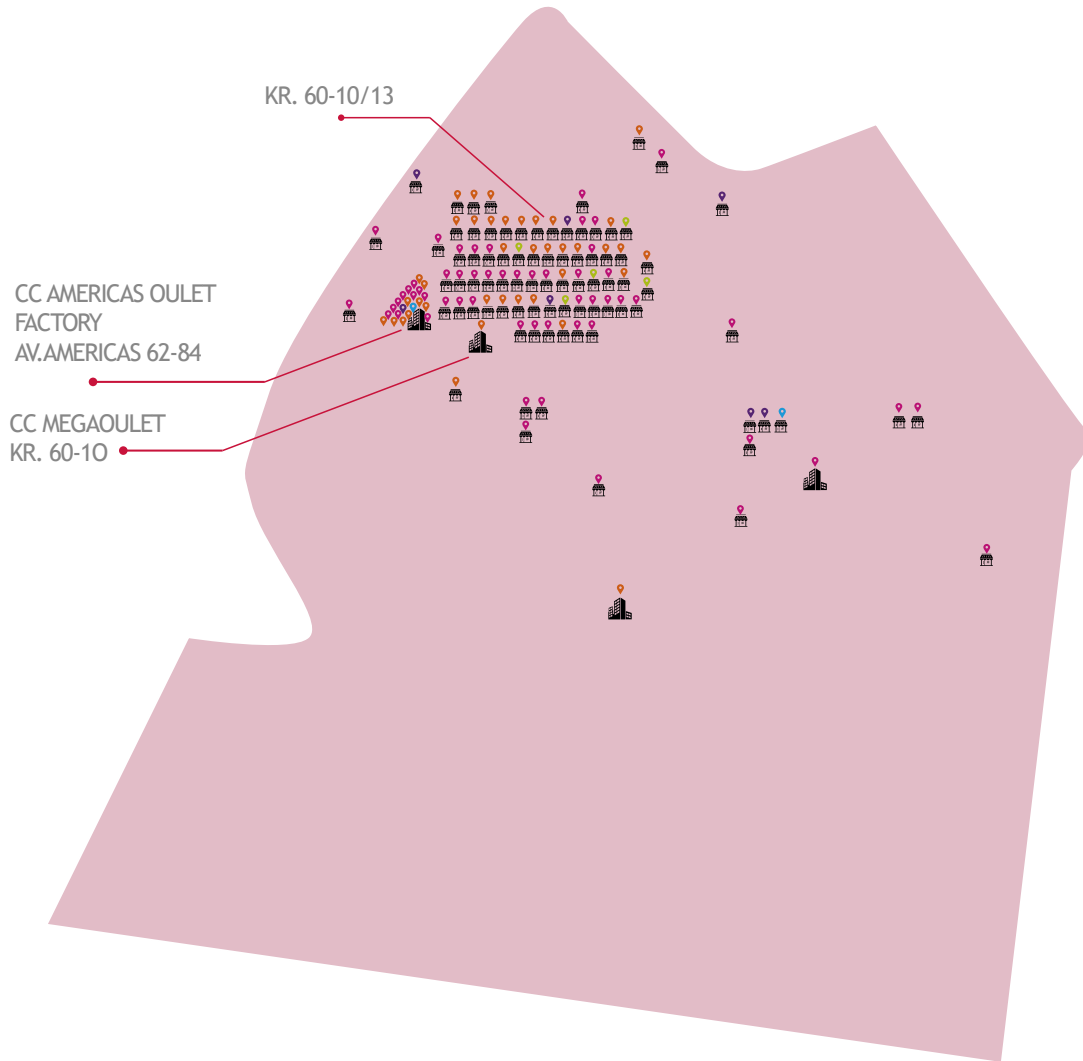 KR. 60-10/13
CC AMERICAS OULET
FACTORY
AV.AMERICAS 62-84
CC MEGAOULET
KR. 60-1O